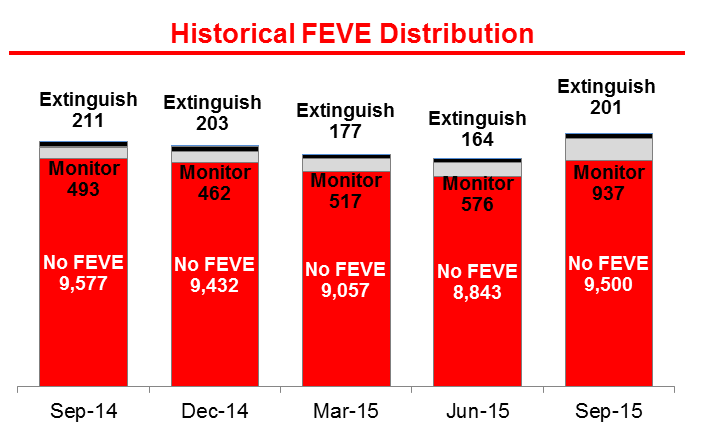 Historical FEVE Distribution
Extinguish
211
Extinguish
203
Extinguish
177
Extinguish
164
Extinguish
201
Monitor
493
Monitor
462
Monitor
517
Monitor
576
Monitor
937
No FEVE
9,577
No FEVE
9,432
No FEVE
9,057
No FEVE
8,843
No FEVE
9,500
Sep-14
Dec-14
Mar-15
Jun-15
Sep-15